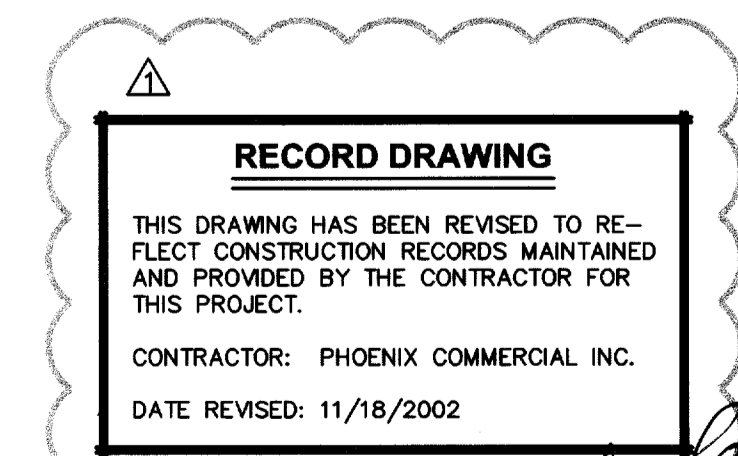 1
RECORD DRAWING
THIS DRAWING HAS BEEN REVISED TO RE-
FLECT CONSTRUCTION RECORDS MAINTAINED
AND PROVIDED BY THE CONTRACTOR FOR
THIS PROJECT.
CONTRACTOR: PHOENIX COMMERCIAL INC.
DATE REVISED: 11/18/2002